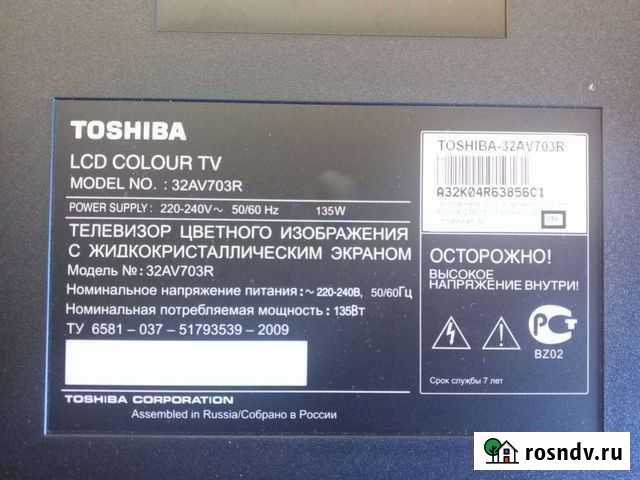 TOSHIBA
LCD COLOUR TV
MODEL NO. : 32AV703R
POWER SUPPLY: 220-240V~ 50/60 Hz 135W
ТЕЛЕВИЗОР ЦВЕТНОГО ИЗОБРАЖЕНИЯ
С ЖИДКОКРИСТАЛЛИЧЕСКИМ ЭКРАНОМ
Модель №: 32AV703R
Номинальное напряжение питания: ~ 220-240В, 50/60Гц
Номинальная потребляемая мощность: 135Вт
ТУ 6581 - 037 - 51793539 - 2009
TOSHIBA CORPORATION
Assembled in Russia/Собрано в России
TOSHIBA-32AV703R
A32K04R63856C1
ОСТОРОЖНО!
ВЫСОКОЕ
НАПРЯЖЕНИЕ ВНУТРИ!
РСТ
BZ02
Срок службы 7 лет
rosndv.ru